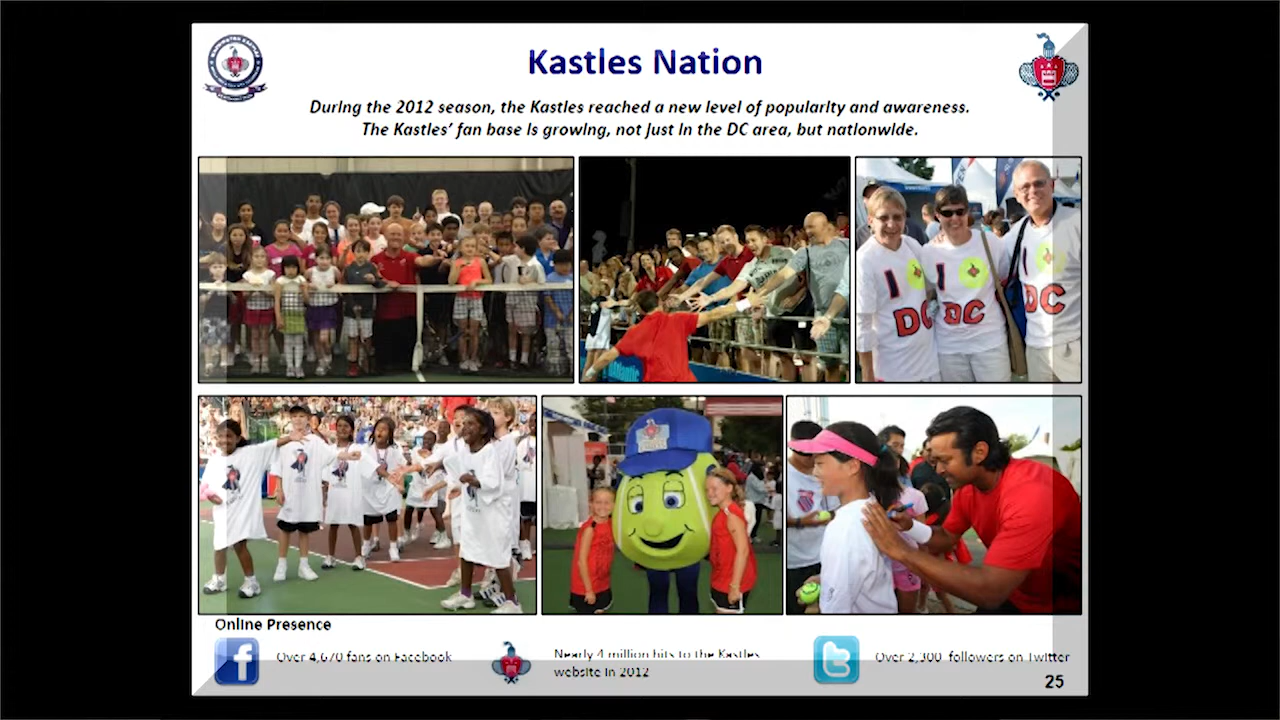 Kastles Nation
During the 2012 season, the Kastles reached a new level of popularity and awareness.
The Kastles' fan base is growing, not just in the DC area, but nationwide.
I
DC
I
DC
I
DC
Online Presence
Over 4,670 fans on Facebook
Nearly 4 million hits to the Kastles
website in 2012
Over 2,300 followers on Twitter
25